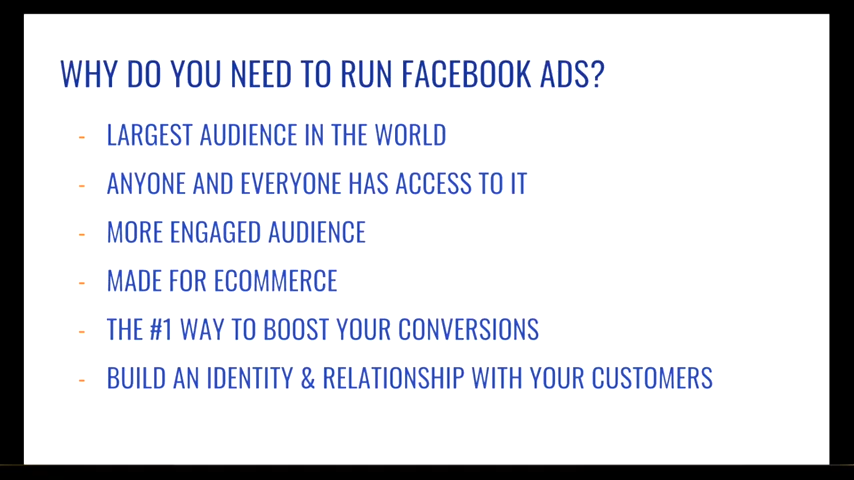 WHY DO YOU NEED TO RUN FACEBOOK ADS?
- LARGEST AUDIENCE IN THE WORLD
- ANYONE AND EVERYONE HAS ACCESS TO IT
- MORE ENGAGED AUDIENCE
- MADE FOR ECOMMERCE
- THE #1 WAY TO BOOST YOUR CONVERSIONS
- BUILD AN IDENTITY & RELATIONSHIP WITH YOUR CUSTOMERS